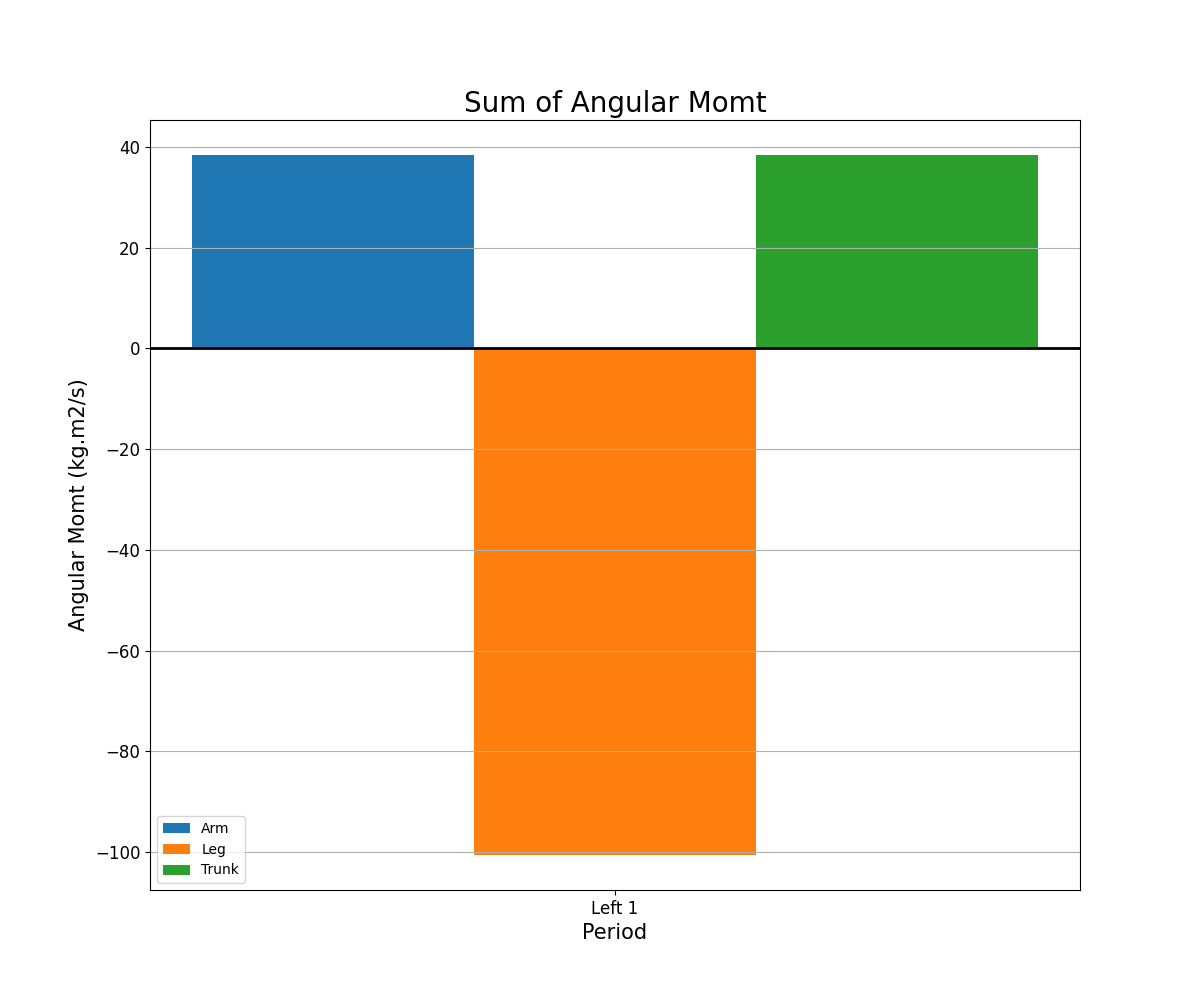 Sum of Angular Momt
Angular Momt (kg.m2/s)
40
20
0
−20
−40
−60
−80
−100
Arm
Leg
Trunk
Left 1
Period